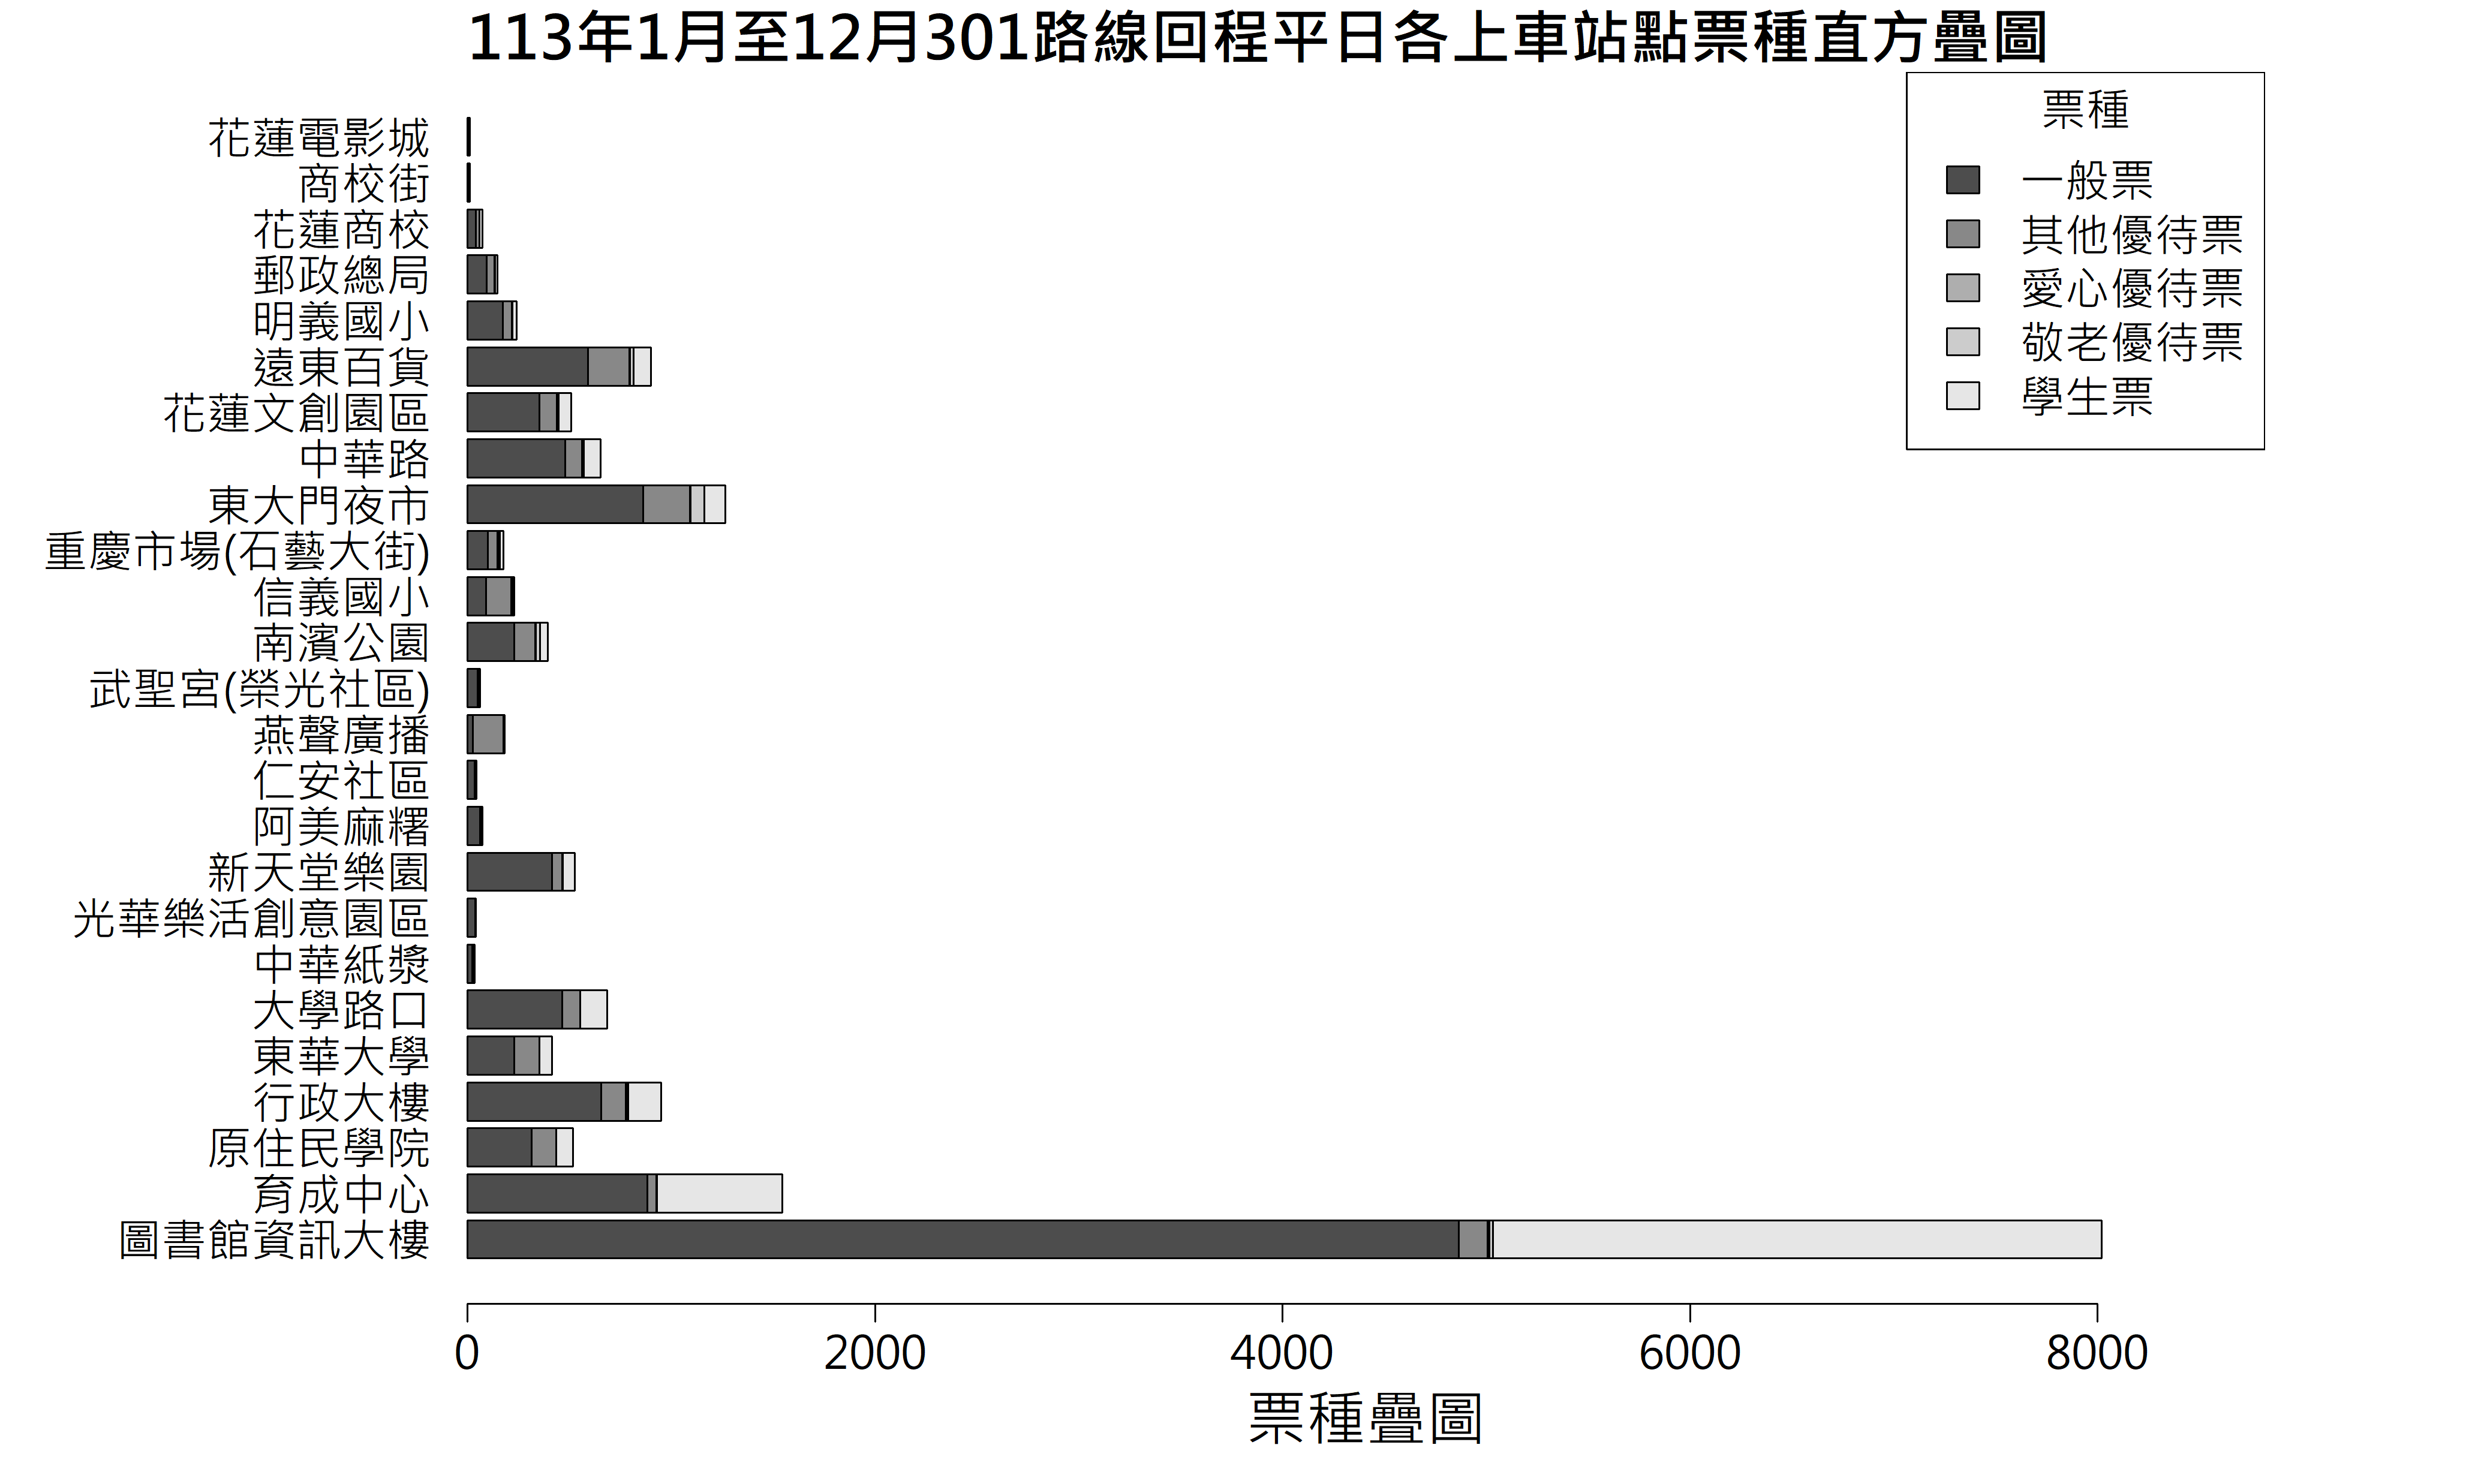 113年1月至12月301路線回程平日各上車站點票種直方疊圖
票種
一般票
其他優待票
愛心優待票
敬老優待票
學生票
花蓮電影城
商校街
花蓮商校
郵政總局
明義國小
遠東百貨
花蓮文創園區
中華路
東大門夜市
重慶市場(石藝大街)
信義國小
南濱公園
武聖宮(榮光社區)
燕聲廣播
仁安社區
阿美麻糬
新天堂樂園
光華樂活創意園區
中華紙漿
大學路口
東華大學
行政大樓
原住民學院
育成中心
圖書館資訊大樓
0 2000 4000 6000 8000
票種疊圖